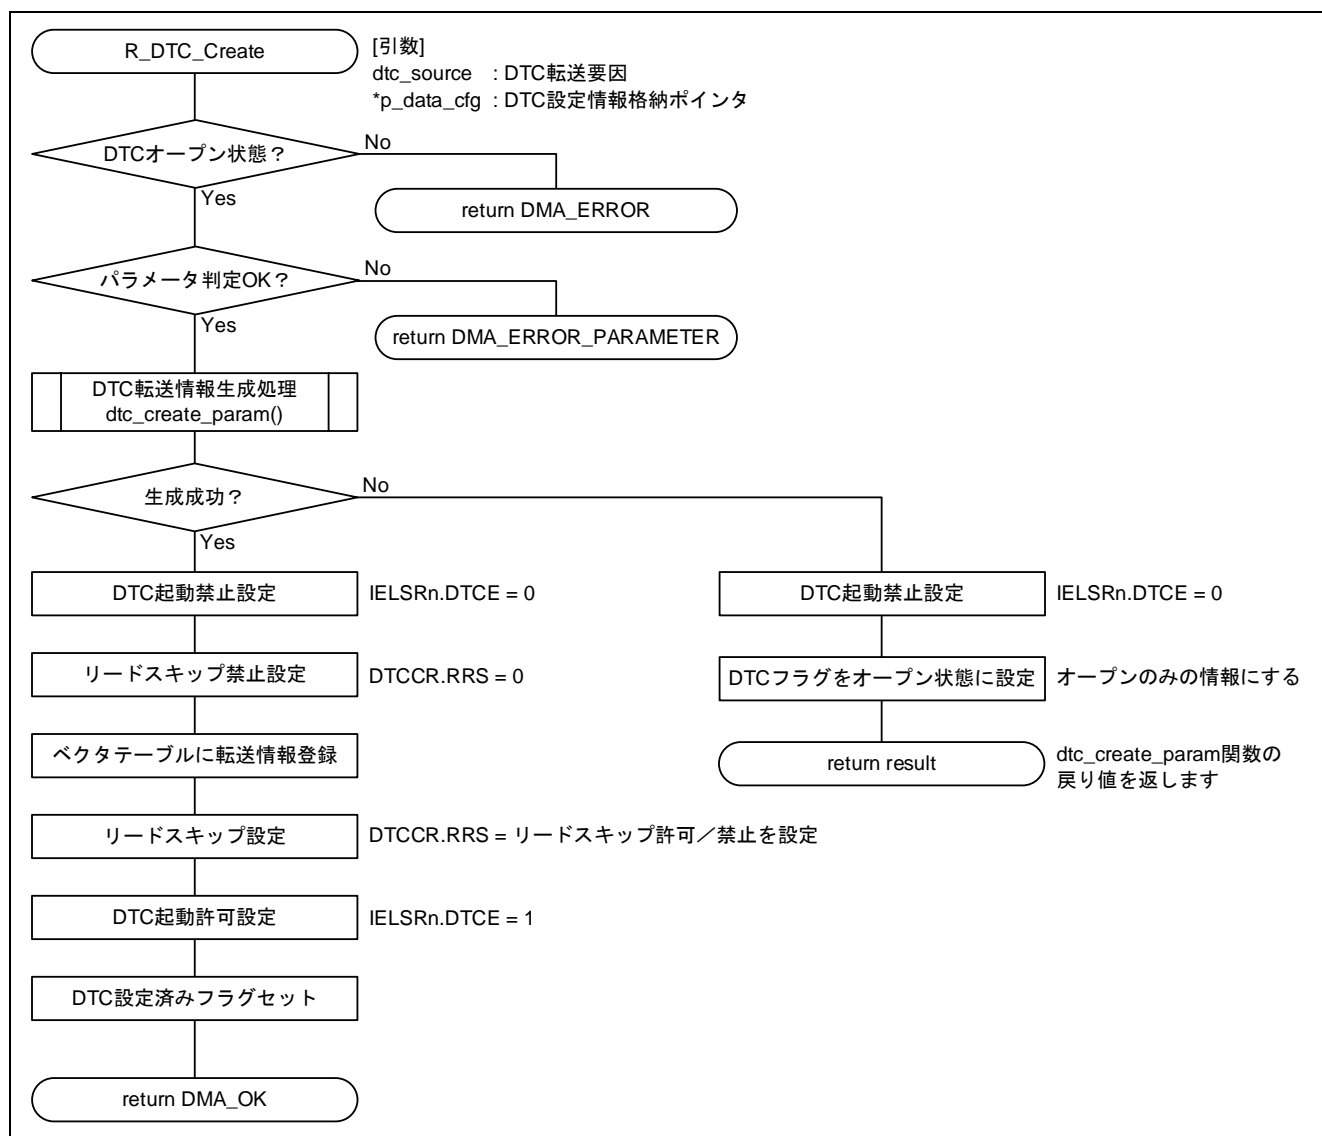 R_DTC_Create
[引数]
dtc_source : DTC転送要因
*p_data_cfg : DTC設定情報格納ポインタ
DTCオープン状態？
No
Yes
return DMA_ERROR
パラメータ判定OK？
No
Yes
return DMA_ERROR_PARAMETER
DTC転送情報生成処理
dtc_create_param()
生成成功？
No
Yes
DTC起動禁止設定
IELSRn.DTCE = 0
DTC起動禁止設定
IELSRn.DTCE = 0
リードスキップ禁止設定
DTCCR.RRS = 0
DTCフラグをオープン状態に設定
オープンのみの情報にする
ベクタテーブルに転送情報登録
return result
dtc_create_param関数の
戻り値を返します
リードスキップ設定
DTCCR.RRS = リードスキップ許可／禁止を設定
DTC起動許可設定
IELSRn.DTCE = 1
DTC設定済みフラグセット
return DMA_OK